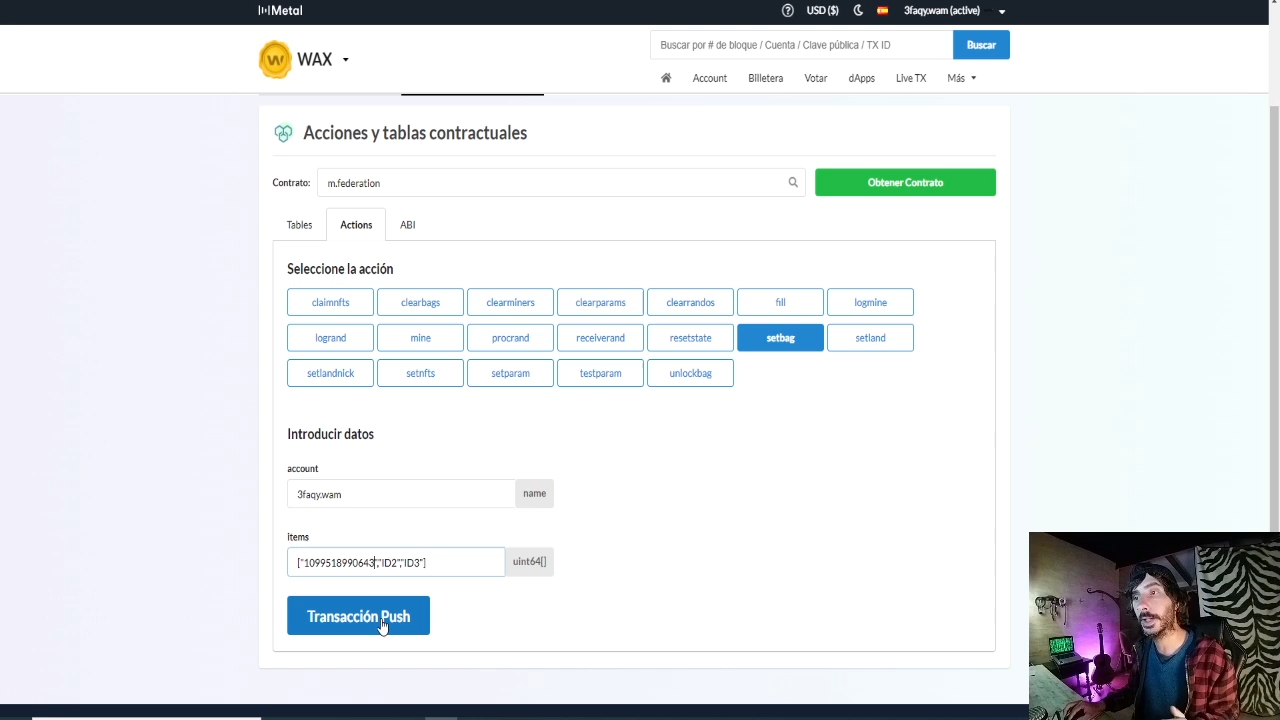 Metal
USD ($)
3faqy.wam (active)
WAX
Buscar por # de bloque / Cuenta / Clave pública / TX ID
Buscar
Account
Billetera
Votar
dApps
Live TX
Más
Acciones y tablas contractuales
Contrato:
m.federation
Obtener Contrato
Tables
Actions
ABI
Seleccione la acción
claimnfts
clearbags
clearminers
clearparams
clearrandos
fill
logmine
logrand
mine
procrand
receiverand
resetstate
setbag
setland
setlandnick
setnfts
setparam
testparam
unlockbag
Introducir datos
account
3faqy.wam
name
items
["1099518990643","ID2","ID3"]
uint64[]
Transacción Push